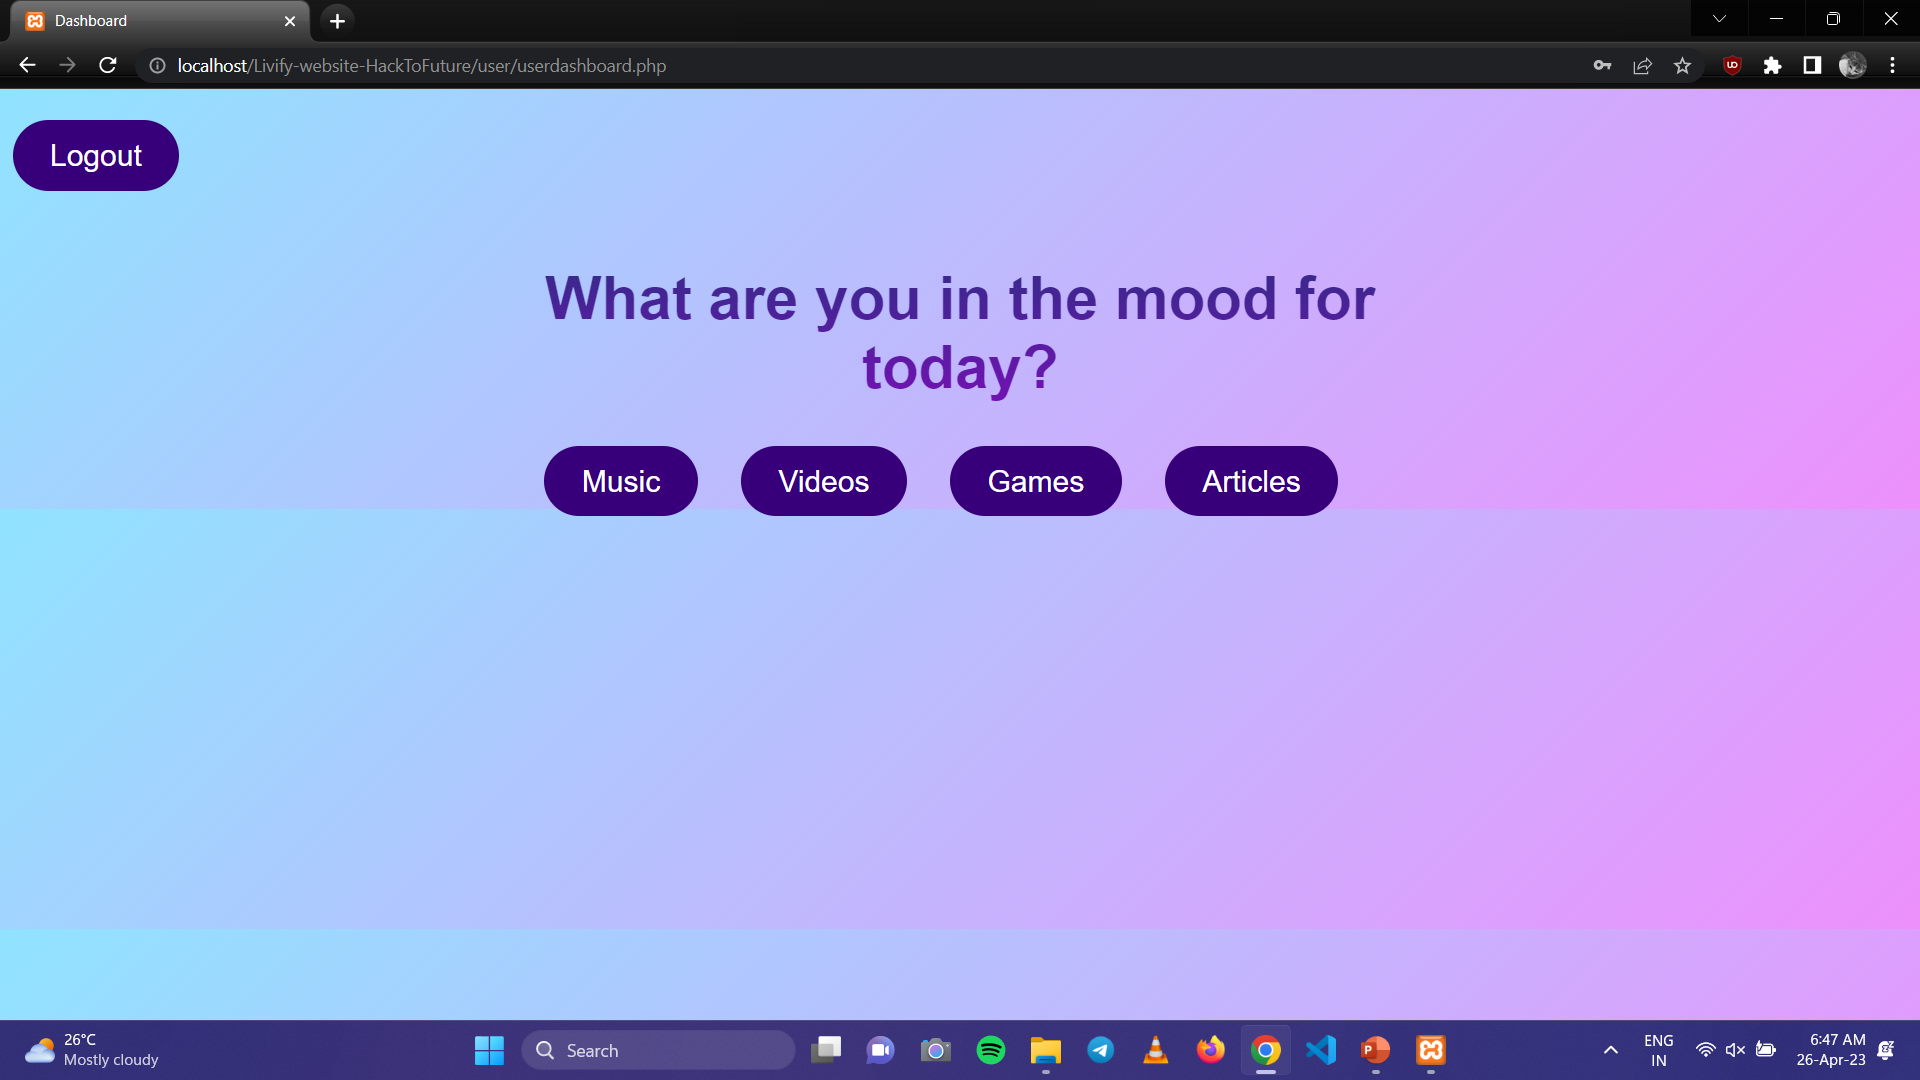 Dashboard
localhost/Livify-website-HackToFuture/user/userdashboard.php
Logout
What are you in the mood for
today?
Music Videos Games Articles
26°C
Mostly cloudy
Search
ENG
IN
6:47 AM
26-Apr-23